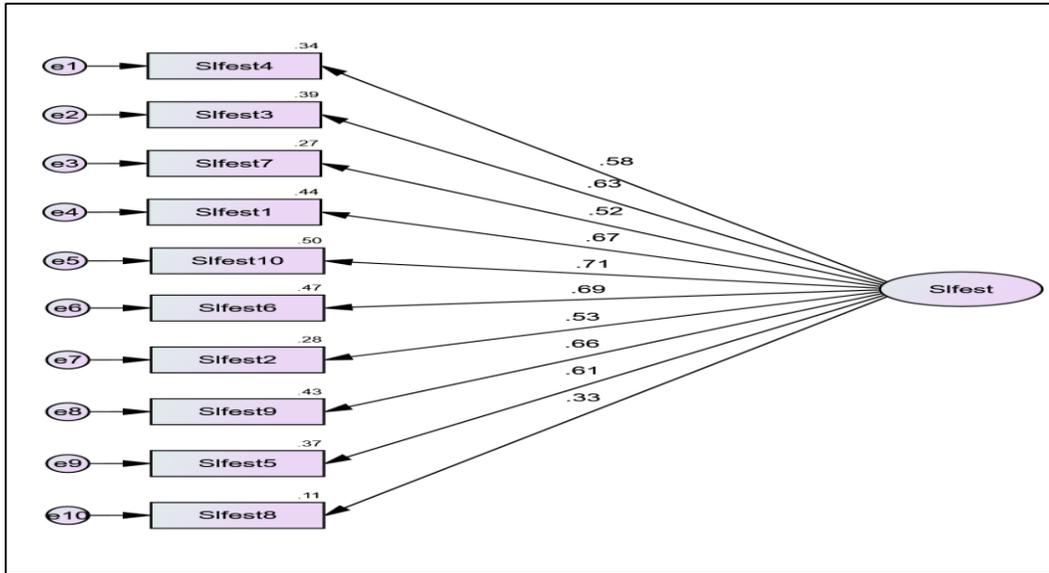 .34
e1 Slfest4
.39
e2 Slfest3
.27
e3 Slfest7
.58
.63
.44
e4 Slfest1
.52
.67
.50
e5 Slfest10
.71
.47
e6 Slfest6
.69
Slfest
.28
e7 Slfest2
.53
.66
.43
e8 Slfest9
.61
.33
.37
e9 Slfest5
.11
e10 Slfest8